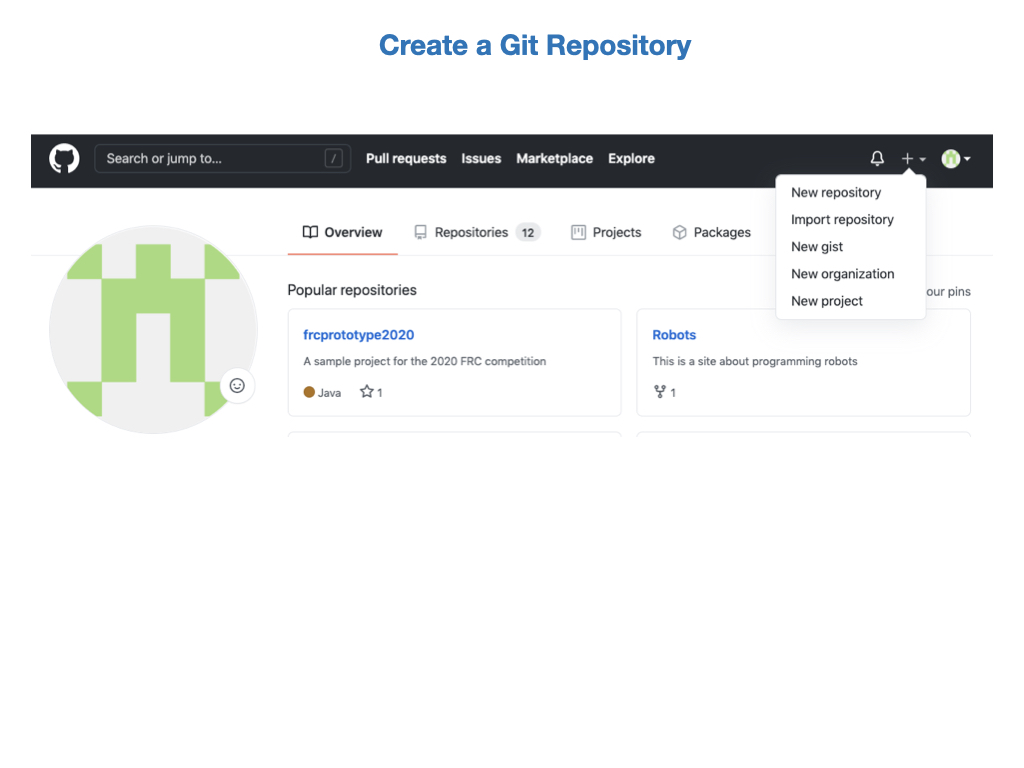 Create a Git Repository
Search or jump to... /
Pull requests Issues Marketplace Explore
New repository
Import repository
New gist
New organization
New project
Overview Repositories 12 Projects Packages
Popular repositories
our pins
frcprototype2020
A sample project for the 2020 FRC competition
Java 1
Robots
This is a site about programming robots
1